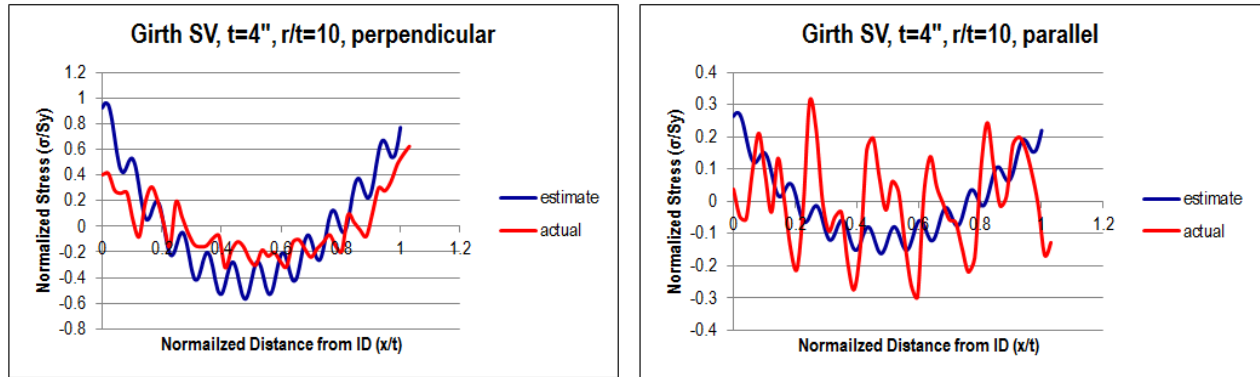 Girth SV, t=4", r/t=10, perpendicular
Normalized Stress (σ/Sy)
1.2
1
0.8
0.6
0.4
0.2
0
-0.2
-0.4
-0.6
-0.8
0 0.2 0.4 0.6 0.8 1 1.2
Normailzed Distance from ID (x/t)
estimate
actual
Girth SV, t=4", r/t=10, parallel
Normalized Stress (σ/Sy)
0.4
0.3
0.2
0.1
0
-0.1
-0.2
-0.3
-0.4
0 0.2 0.4 0.6 0.8 1 1.2
Normailzed Distance from ID (x/t)
estimate
actual